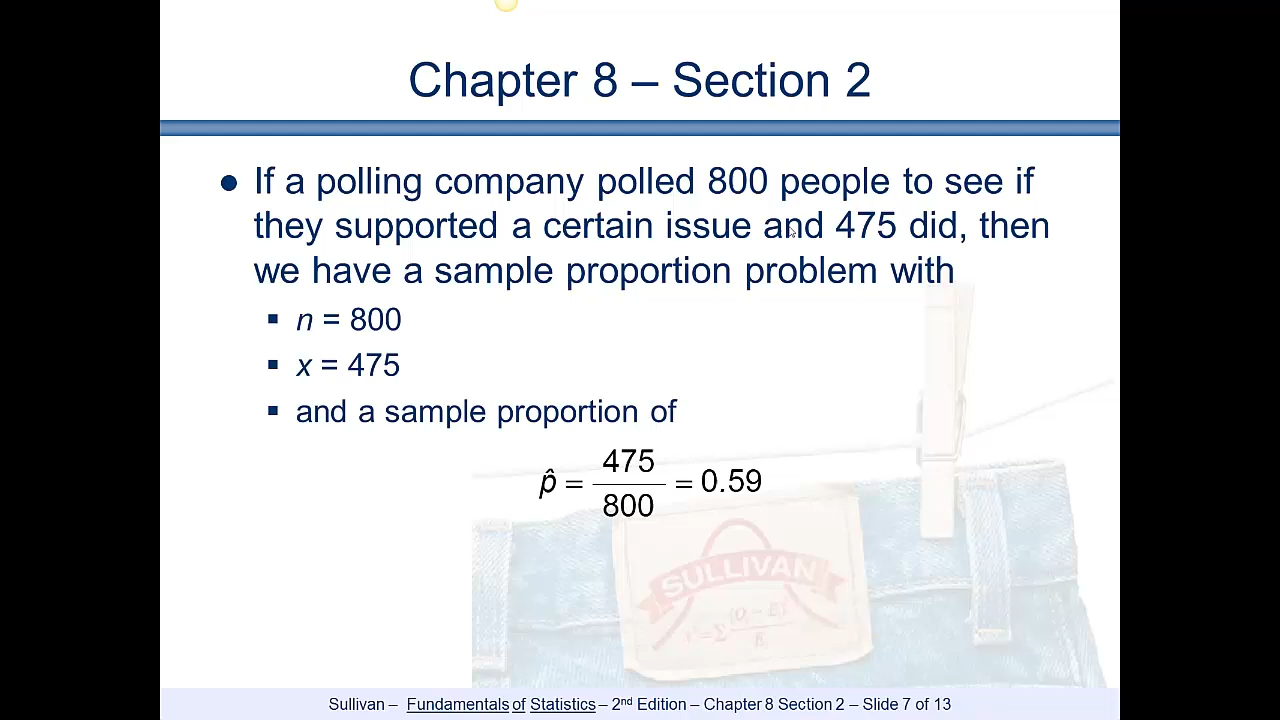 Chapter 8 – Section 2
● If a polling company polled 800 people to see if
they supported a certain issue and 475 did, then
we have a sample proportion problem with
▪ n = 800
▪ x = 475
▪ and a sample proportion of
p̂ = 475/800 = 0.59
SULLIVAN
Sullivan – Fundamentals of Statistics – 2nd Edition – Chapter 8 Section 2 – Slide 7 of 13